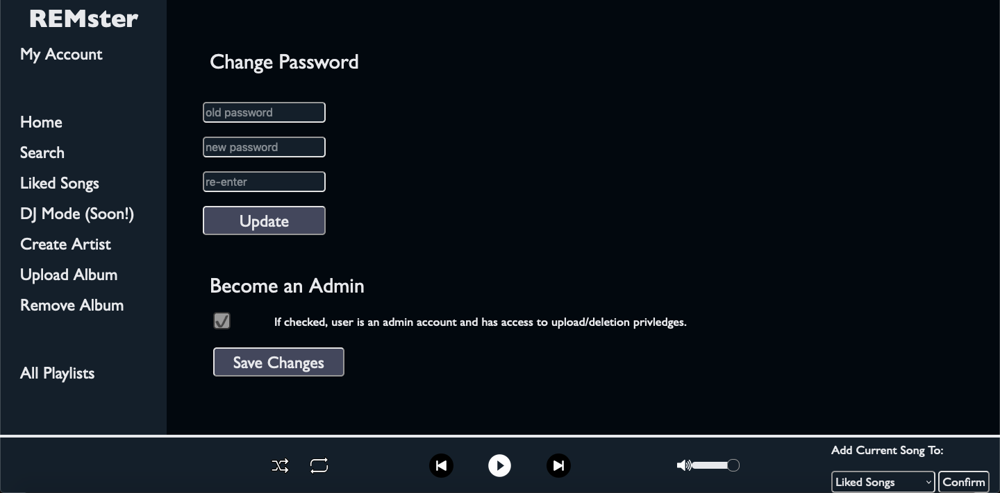 REMster
My Account
Home
Search
Liked Songs
DJ Mode (Soon!)
Create Artist
Upload Album
Remove Album
All Playlists
Change Password
old password
new password
re-enter
Update
Become an Admin
If checked, user is an admin account and has access to upload/deletion privledges.
Save Changes
Add Current Song To:
Liked Songs
Confirm